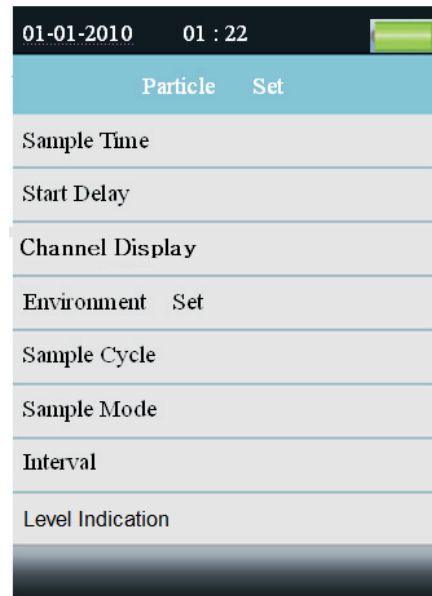 01-01-2010 01 : 22
Particle Set
Sample Time
Start Delay
Channel Display
Environment Set
Sample Cycle
Sample Mode
Interval
Level Indication